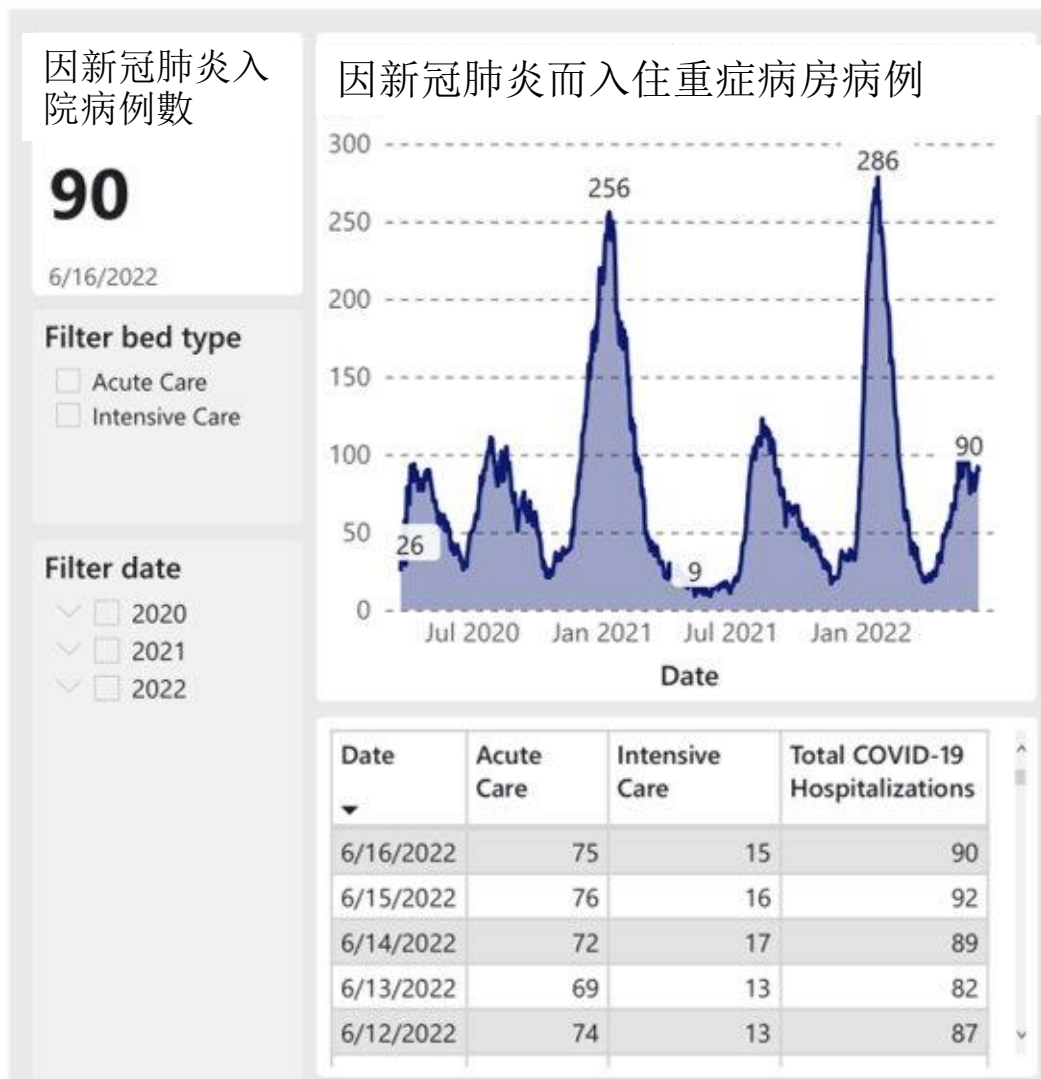 因新冠肺炎入
院病例數
90
6/16/2022
Filter bed type
Acute Care
Intensive Care
Filter date
2020
2021
2022
因新冠肺炎而入住重症病房病例
300
250
200
150
100
50
0
26
256
9
286
90
Jul 2020 Jan 2021 Jul 2021 Jan 2022
Date
Date Acute Intensive Total COVID-19
Care Care Hospitalizations
6/16/2022 75 15 90
6/15/2022 76 16 92
6/14/2022 72 17 89
6/13/2022 69 13 82
6/12/2022 74 13 87